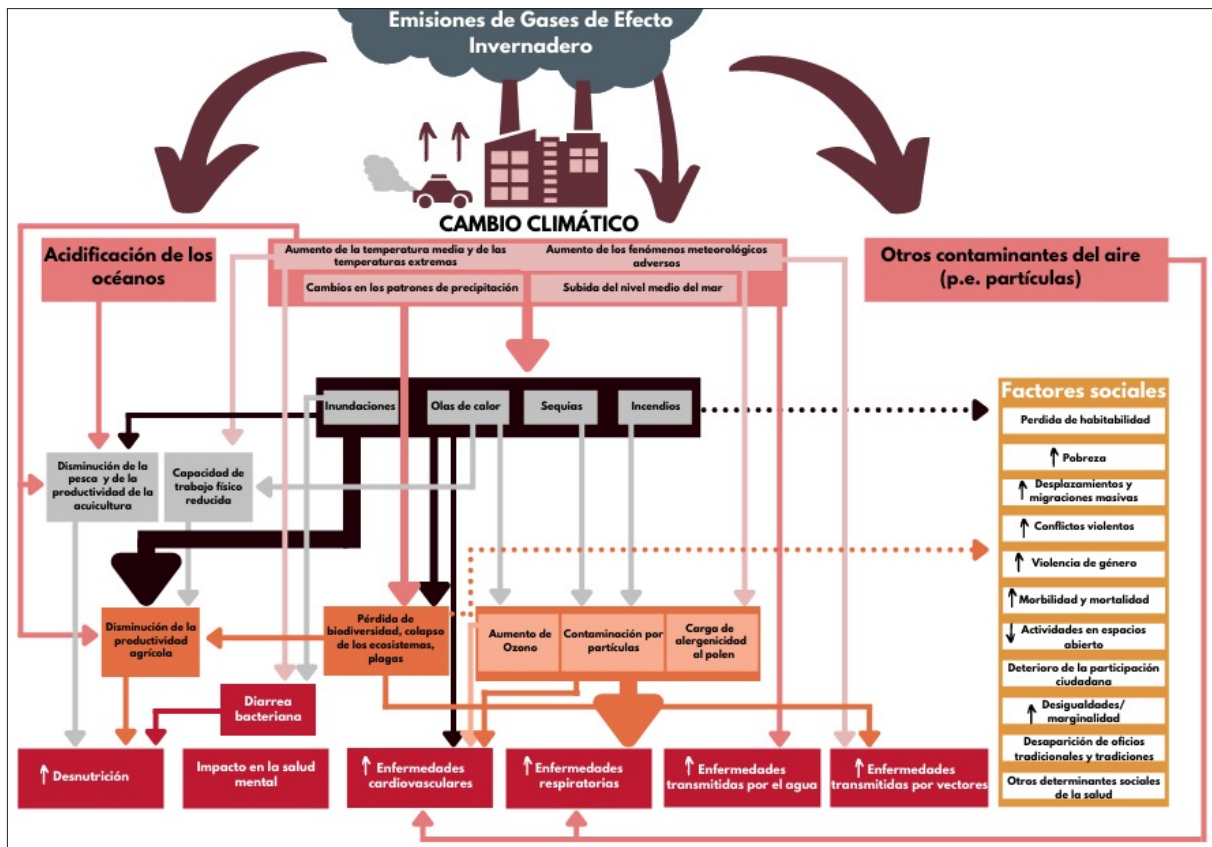 Emisiones de Gases de Efecto
Invernadero
CAMBIO CLIMÁTICO
Acidificación de los
océanos
Aumento de la temperatura media y de las
temperaturas extremas
Aumento de los fenómenos meteorológicos
adversos
Cambios en los patrones de precipitación
Subida del nivel medio del mar
Otros contaminantes del aire
(p.e. partículas)
Inundaciones
Olas de calor
Sequias
Incendios
Disminución de la
pesca y de la
productividad de la
acuicultura
Capacidad de
trabajo físico
reducida
Disminución de la
productividad
agrícola
Pérdida de
biodiversidad, colapso
de los ecosistemas,
plagas
Aumento de
Ozono
Contaminación por
partículas
Carga de
alergenicidad
al polen
Diarrea
bacteriana
↑ Desnutrición
Impacto en la salud
mental
↑ Enfermedades
cardiovasculares
↑ Enfermedades
respiratorias
↑ Enfermedades
transmitidas por el agua
↑ Enfermedades
transmitidas por vectores
Factores sociales
Perdida de habitabilidad
↑ Pobreza
↑ Desplazamientos y
migraciones masivas
↑ Conflictos violentos
↑ Violencia de género
↑ Morbilidad y mortalidad
↓ Actividades en espacios
abierto
Deterioro de la participación
ciudadana
↑ Desigualdades/
marginalidad
Desaparición de oficios
tradicionales y tradiciones
Otros determinantes sociales
de la salud